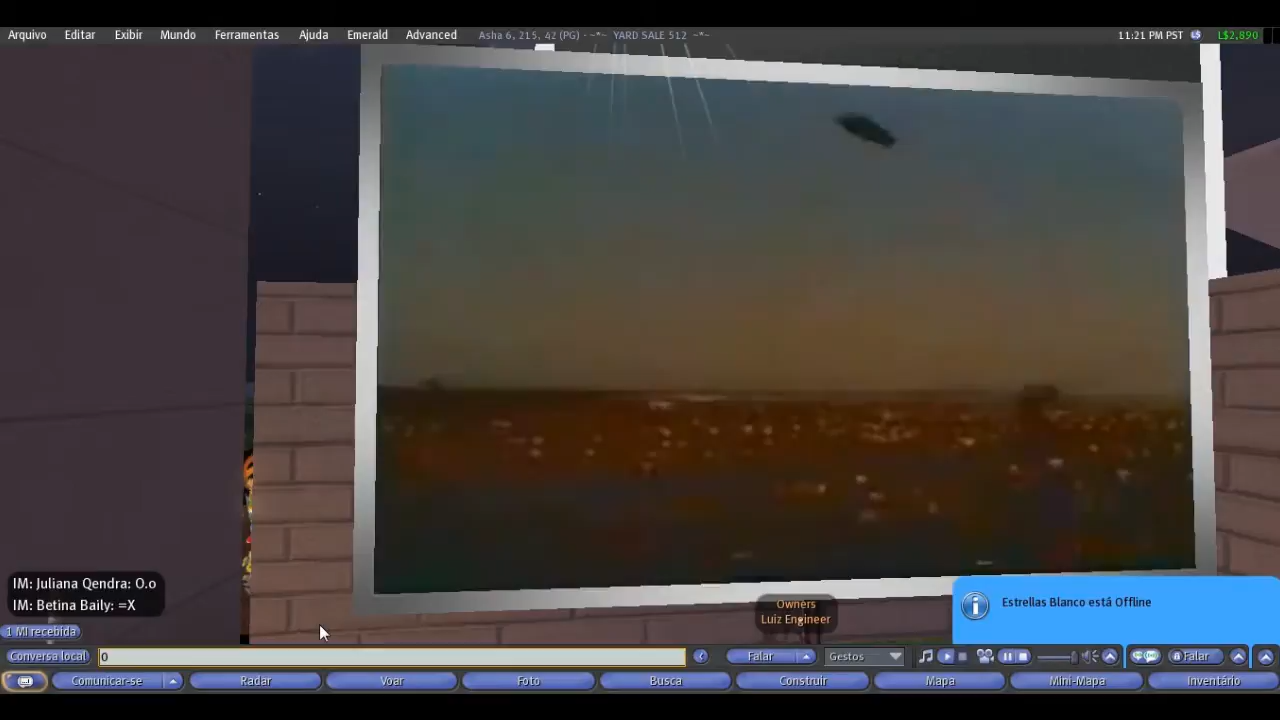 Arquivo Editar Exibir Mundo Ferramentas Ajuda Emerald Advanced Asha 6, 215, 42 (PG) - ~*~ YARD SALE 512 ~*~ 11:21 PM PST L$ L$2,890
IM: Juliana Qendra: O.o
IM: Betina Baily: =X
Owners
Luiz Engineer
Estrellas Blanco está Offline
1 MI recebida
Conversa local 0 Falar Gestos Falar
Comunicar-se Radar Voar Foto Busca Construir Mapa Mini-Mapa Inventário